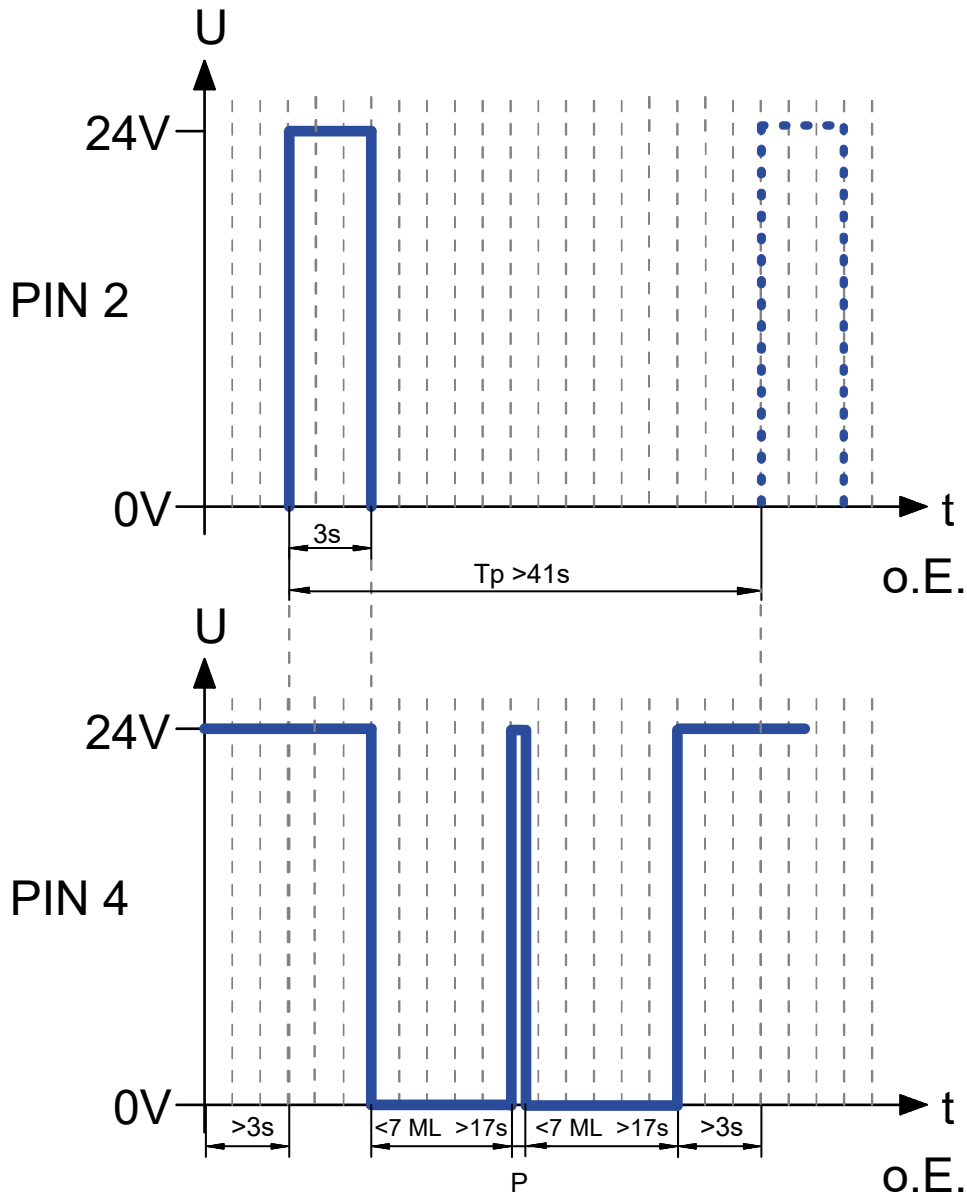 U
24V
PIN 2
0V
t
3s
Tp >41s
o.E.
U
24V
PIN 4
0V
t
>3s <7 ML >17s <7 ML >17s >3s
P
o.E.